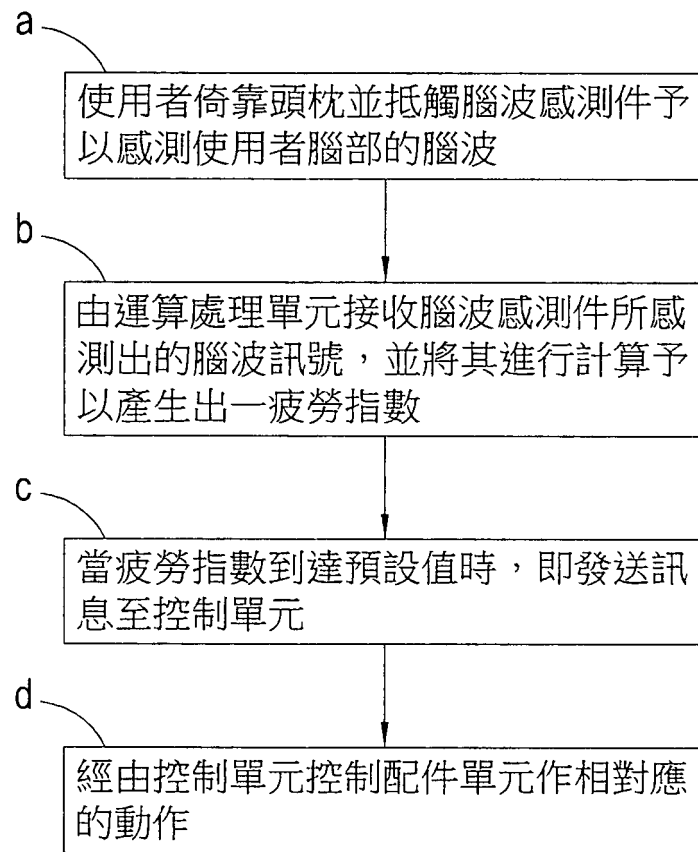 a
使用者倚靠頭枕並抵觸腦波感測件予
以感測使用者腦部的腦波
b
由運算處理單元接收腦波感測件所感
測出的腦波訊號，並將其進行計算予
以產生出一疲勞指數
c
當疲勞指數到達預設值時，即發送訊
息至控制單元
d
經由控制單元控制配件單元作相對應
的動作